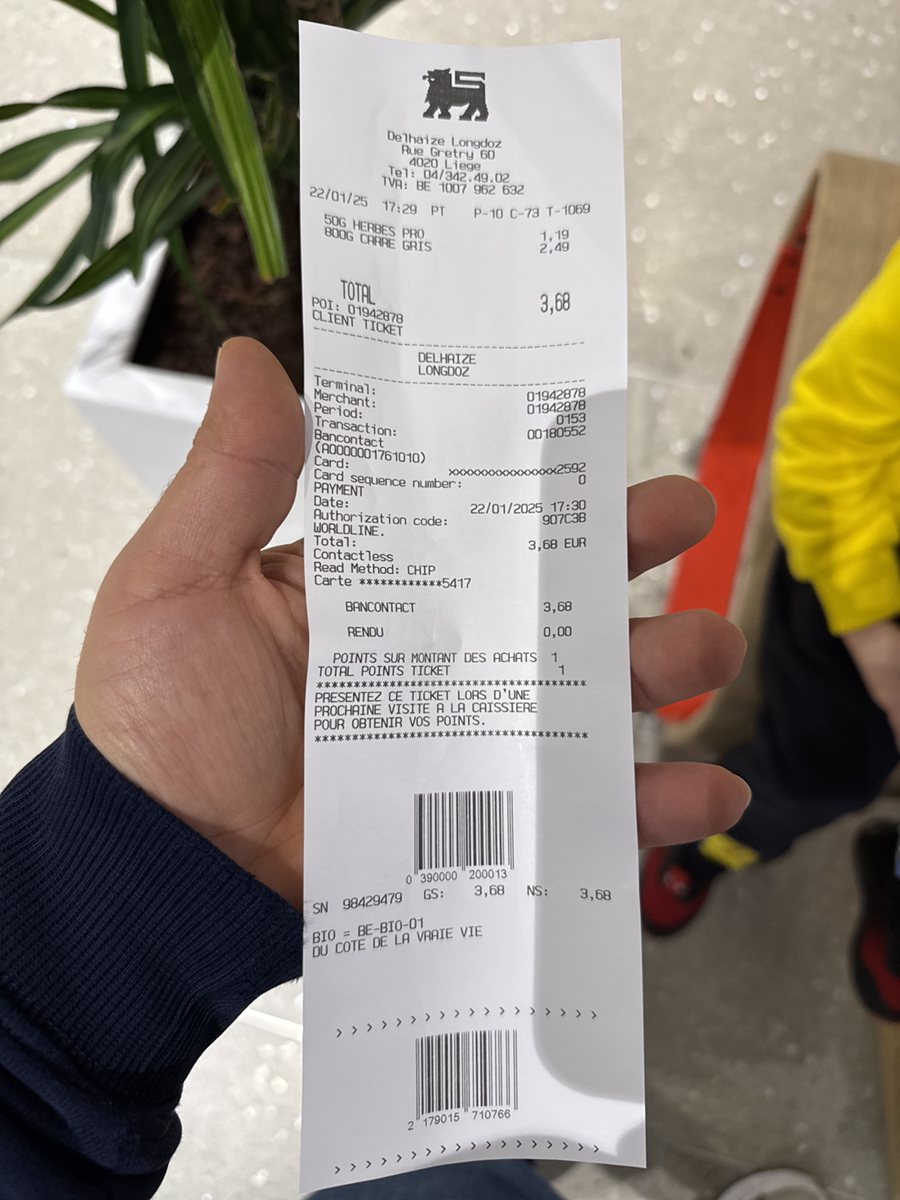 Delhaize Longdoz
Rue Gretry 60
4020 Liege
Tel: 04/342.49.02
TVA: BE 1007 962 632
22/01/25 17:29 PT P-10 C-73 T-1069
50G HERBES PRO 1,19
800G CARRE GRIS 2,49
TOTAL 3,68
POI: 01942878
CLIENT TICKET
--------------------------------
DELHAIZE
LONGDOZ
--------------------------------
Terminal: 01942878
Merchant: 01942878
Period: 0153
Transaction: 00180552
Bancontact
(A0000001761010)
Card: xxxxxxxxxxxxxxx2592
Card sequence number: 0
PAYMENT
Date: 22/01/2025 17:30
Authorization code: 907C3B
WORLDLINE.
Total: 3,68 EUR
Contactless
Read Method: CHIP
Carte ************5417
BANCONTACT 3,68
RENDU 0,00
POINTS SUR MONTANT DES ACHATS 1
TOTAL POINTS TICKET 1
**************************************
PRESENTEZ CE TICKET LORS D'UNE
PROCHAINE VISITE A LA CAISSIERE
POUR OBTENIR VOS POINTS.
**************************************
0 390000 200013
SN 98429479 GS: 3,68 NS: 3,68
BIO = BE-BIO-01
DU COTE DE LA VRAIE VIE
> > > > > > > > > > > > > > >
2 179015 710766
> > > > > > > > > > > > > > >